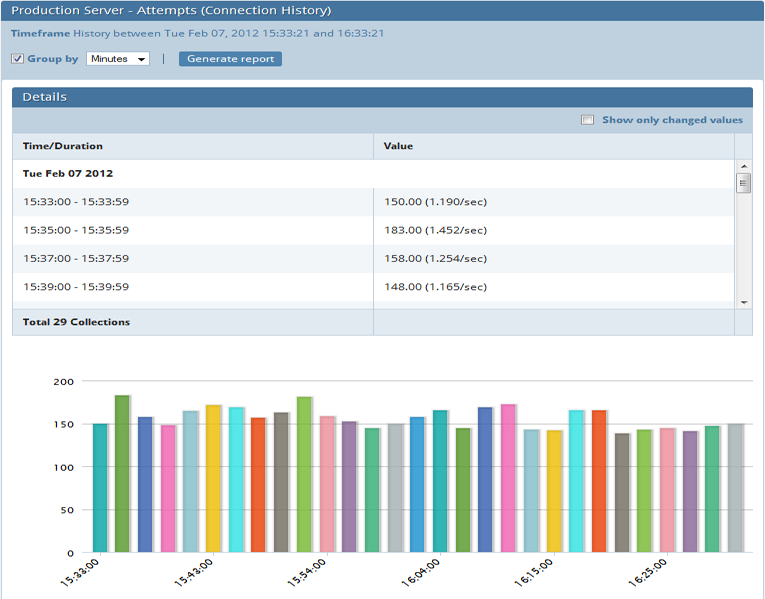 Production Server - Attempts (Connection History)
Timeframe History between Tue Feb 07, 2012 15:33:21 and 16:33:21
Group by Minutes | Generate report
Details
Show only changed values
Time/Duration Value
Tue Feb 07 2012
15:33:00 - 15:33:59 150.00 (1.190/sec)
15:35:00 - 15:35:59 183.00 (1.452/sec)
15:37:00 - 15:37:59 158.00 (1.254/sec)
15:39:00 - 15:39:59 148.00 (1.165/sec)
Total 29 Collections
200
150
100
50
0
15:33:00 15:43:00 15:54:00 16:04:00 16:15:00 16:25:00